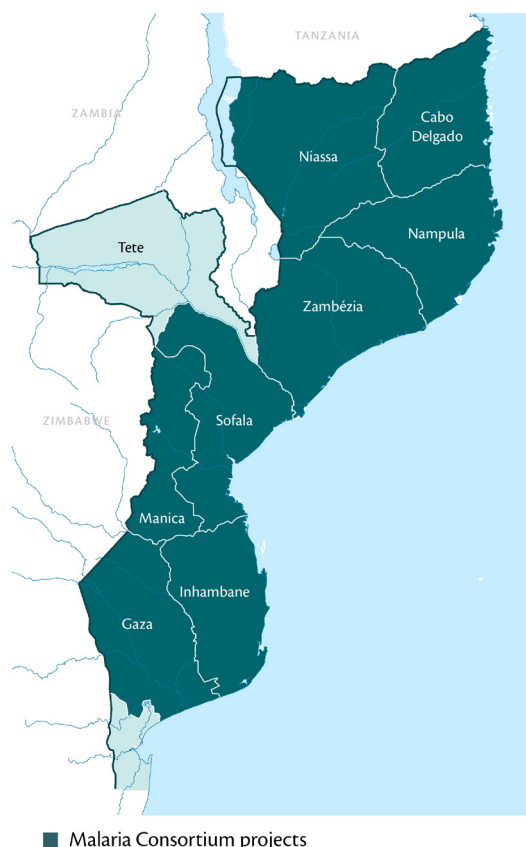 TANZANIA
ZAMBIA
Cabo
Delgado
Niassa
Nampula
Tete
Zambézia
ZIMBABWE
Sofala
Manica
Inhambane
Gaza
Malaria Consortium projects